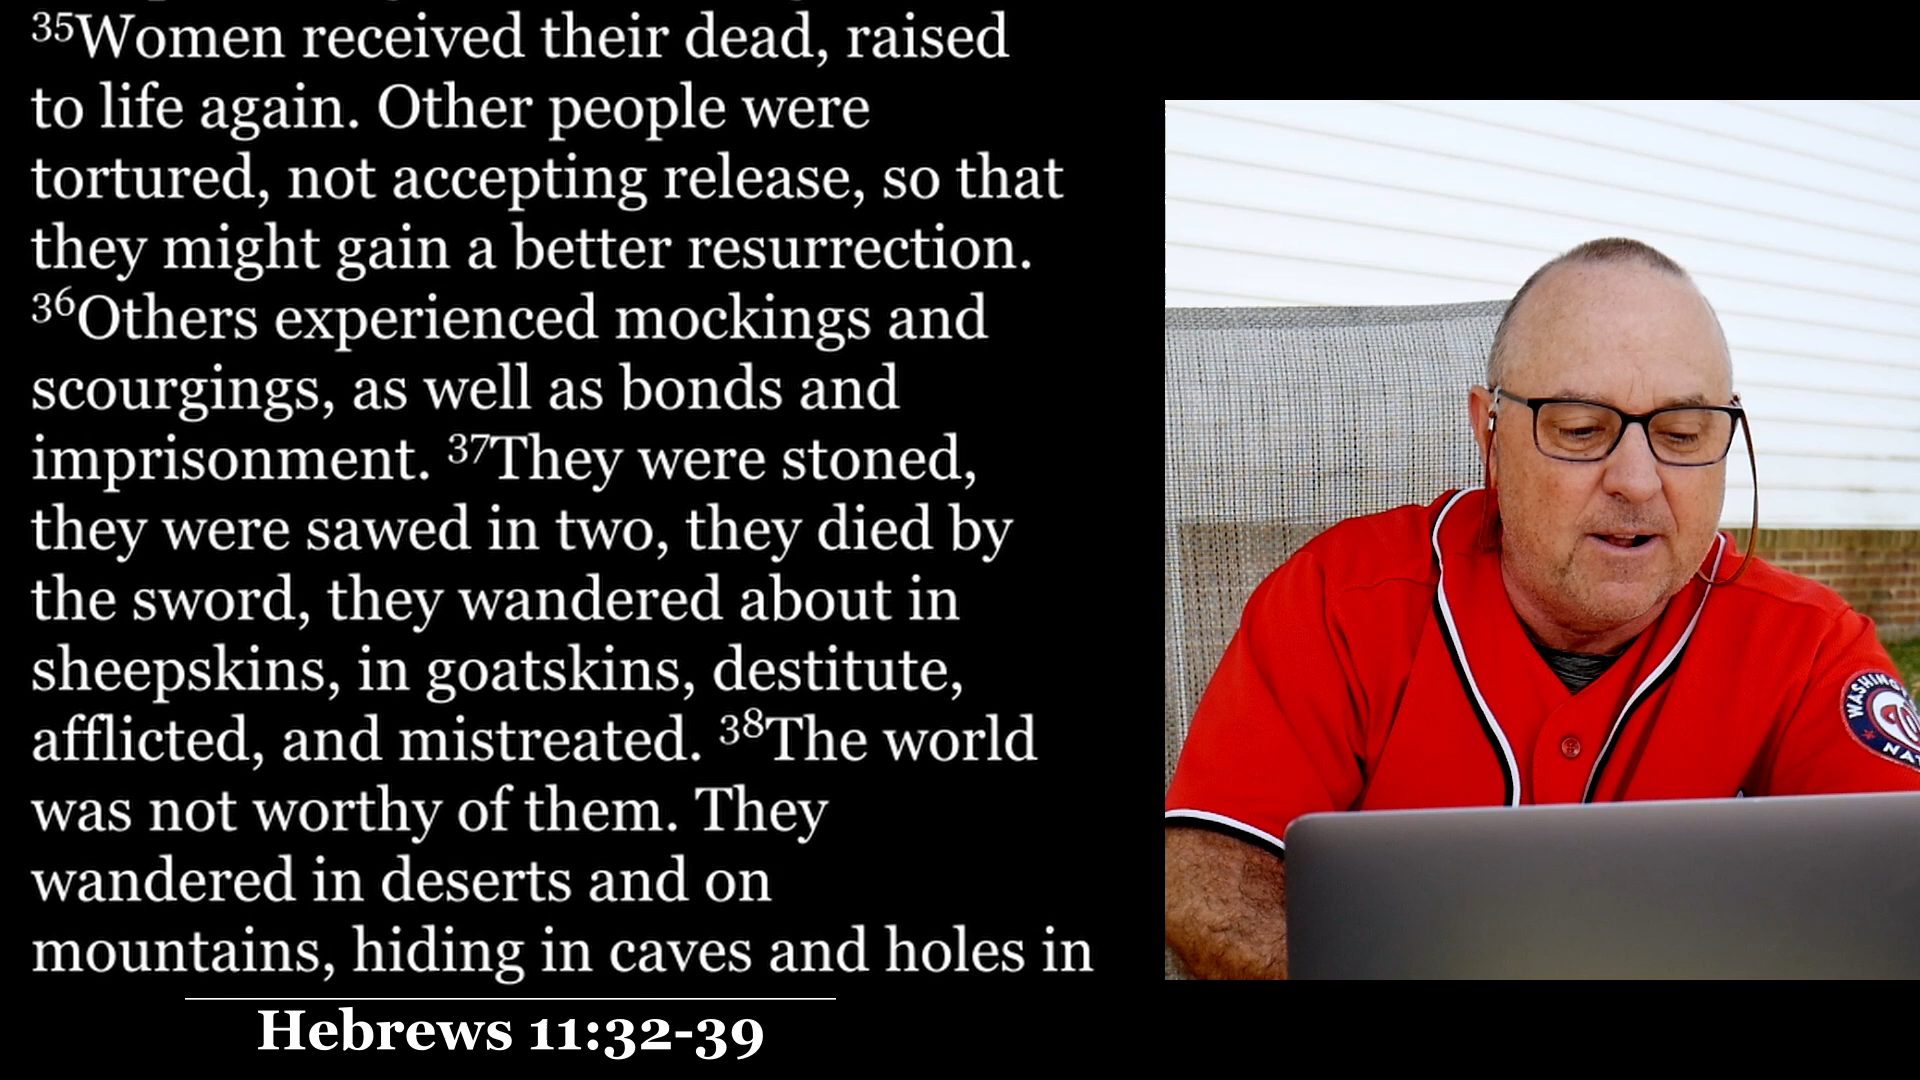 35Women received their dead, raised
to life again. Other people were
tortured, not accepting release, so that
they might gain a better resurrection.
36Others experienced mockings and
scourgings, as well as bonds and
imprisonment. 37They were stoned,
they were sawed in two, they died by
the sword, they wandered about in
sheepskins, in goatskins, destitute,
afflicted, and mistreated. 38The world
was not worthy of them. They
wandered in deserts and on
mountains, hiding in caves and holes in
Hebrews 11:32-39